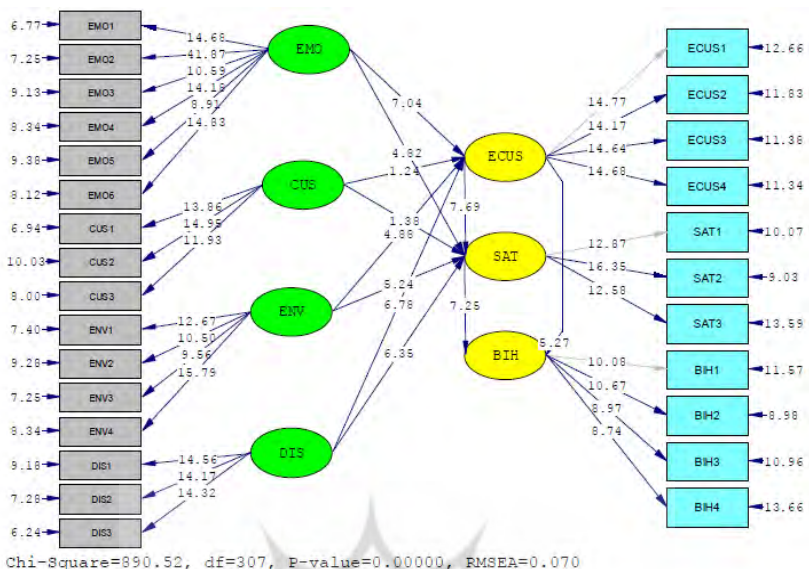 6.77 EMO1
7.25 EMO2
9.13 EMO3
8.34 EMO4
9.38 EMO5
8.12 EMO6
6.94 CUS1
10.03 CUS2
8.00 CUS3
7.40 ENV1
9.28 ENV2
7.25 ENV3
8.34 ENV4
9.18 DIS1
7.28 DIS2
6.24 DIS3
14.68
41.87
10.59
14.18
8.91
14.83
13.86
14.95
11.93
12.67
10.50
9.56
15.79
14.56
14.17
14.32
EMO
CUS
ENV
DIS
7.04
4.82
1.24
1.38
4.88
5.24
6.78
6.35
ECUS
7.69
SAT
7.25
BIH
5.27
14.77
14.17
14.64
14.68
12.87
16.35
12.58
10.08
10.67
8.97
8.74
ECUS1 12.66
ECUS2 11.83
ECUS3 11.38
ECUS4 11.34
SAT1 10.07
SAT2 9.03
SAT3 13.59
BIH1 11.57
BIH2 8.98
BIH3 10.96
BIH4 13.66
Chi-Square=890.52, df=307, P-value=0.00000, RMSEA=0.070